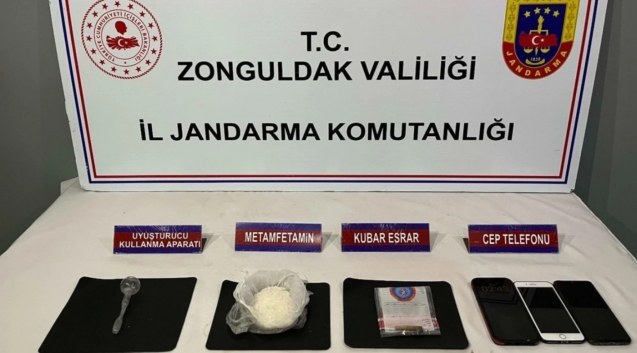 T.C.
ZONGULDAK VALİLİĞİ
İL JANDARMA KOMUTANLIĞI
JANDARMA
UYUŞTURUCU
KULLANMA APARATI
METAMFETAMİN
KUBAR ESRAR
CEP TELEFONU